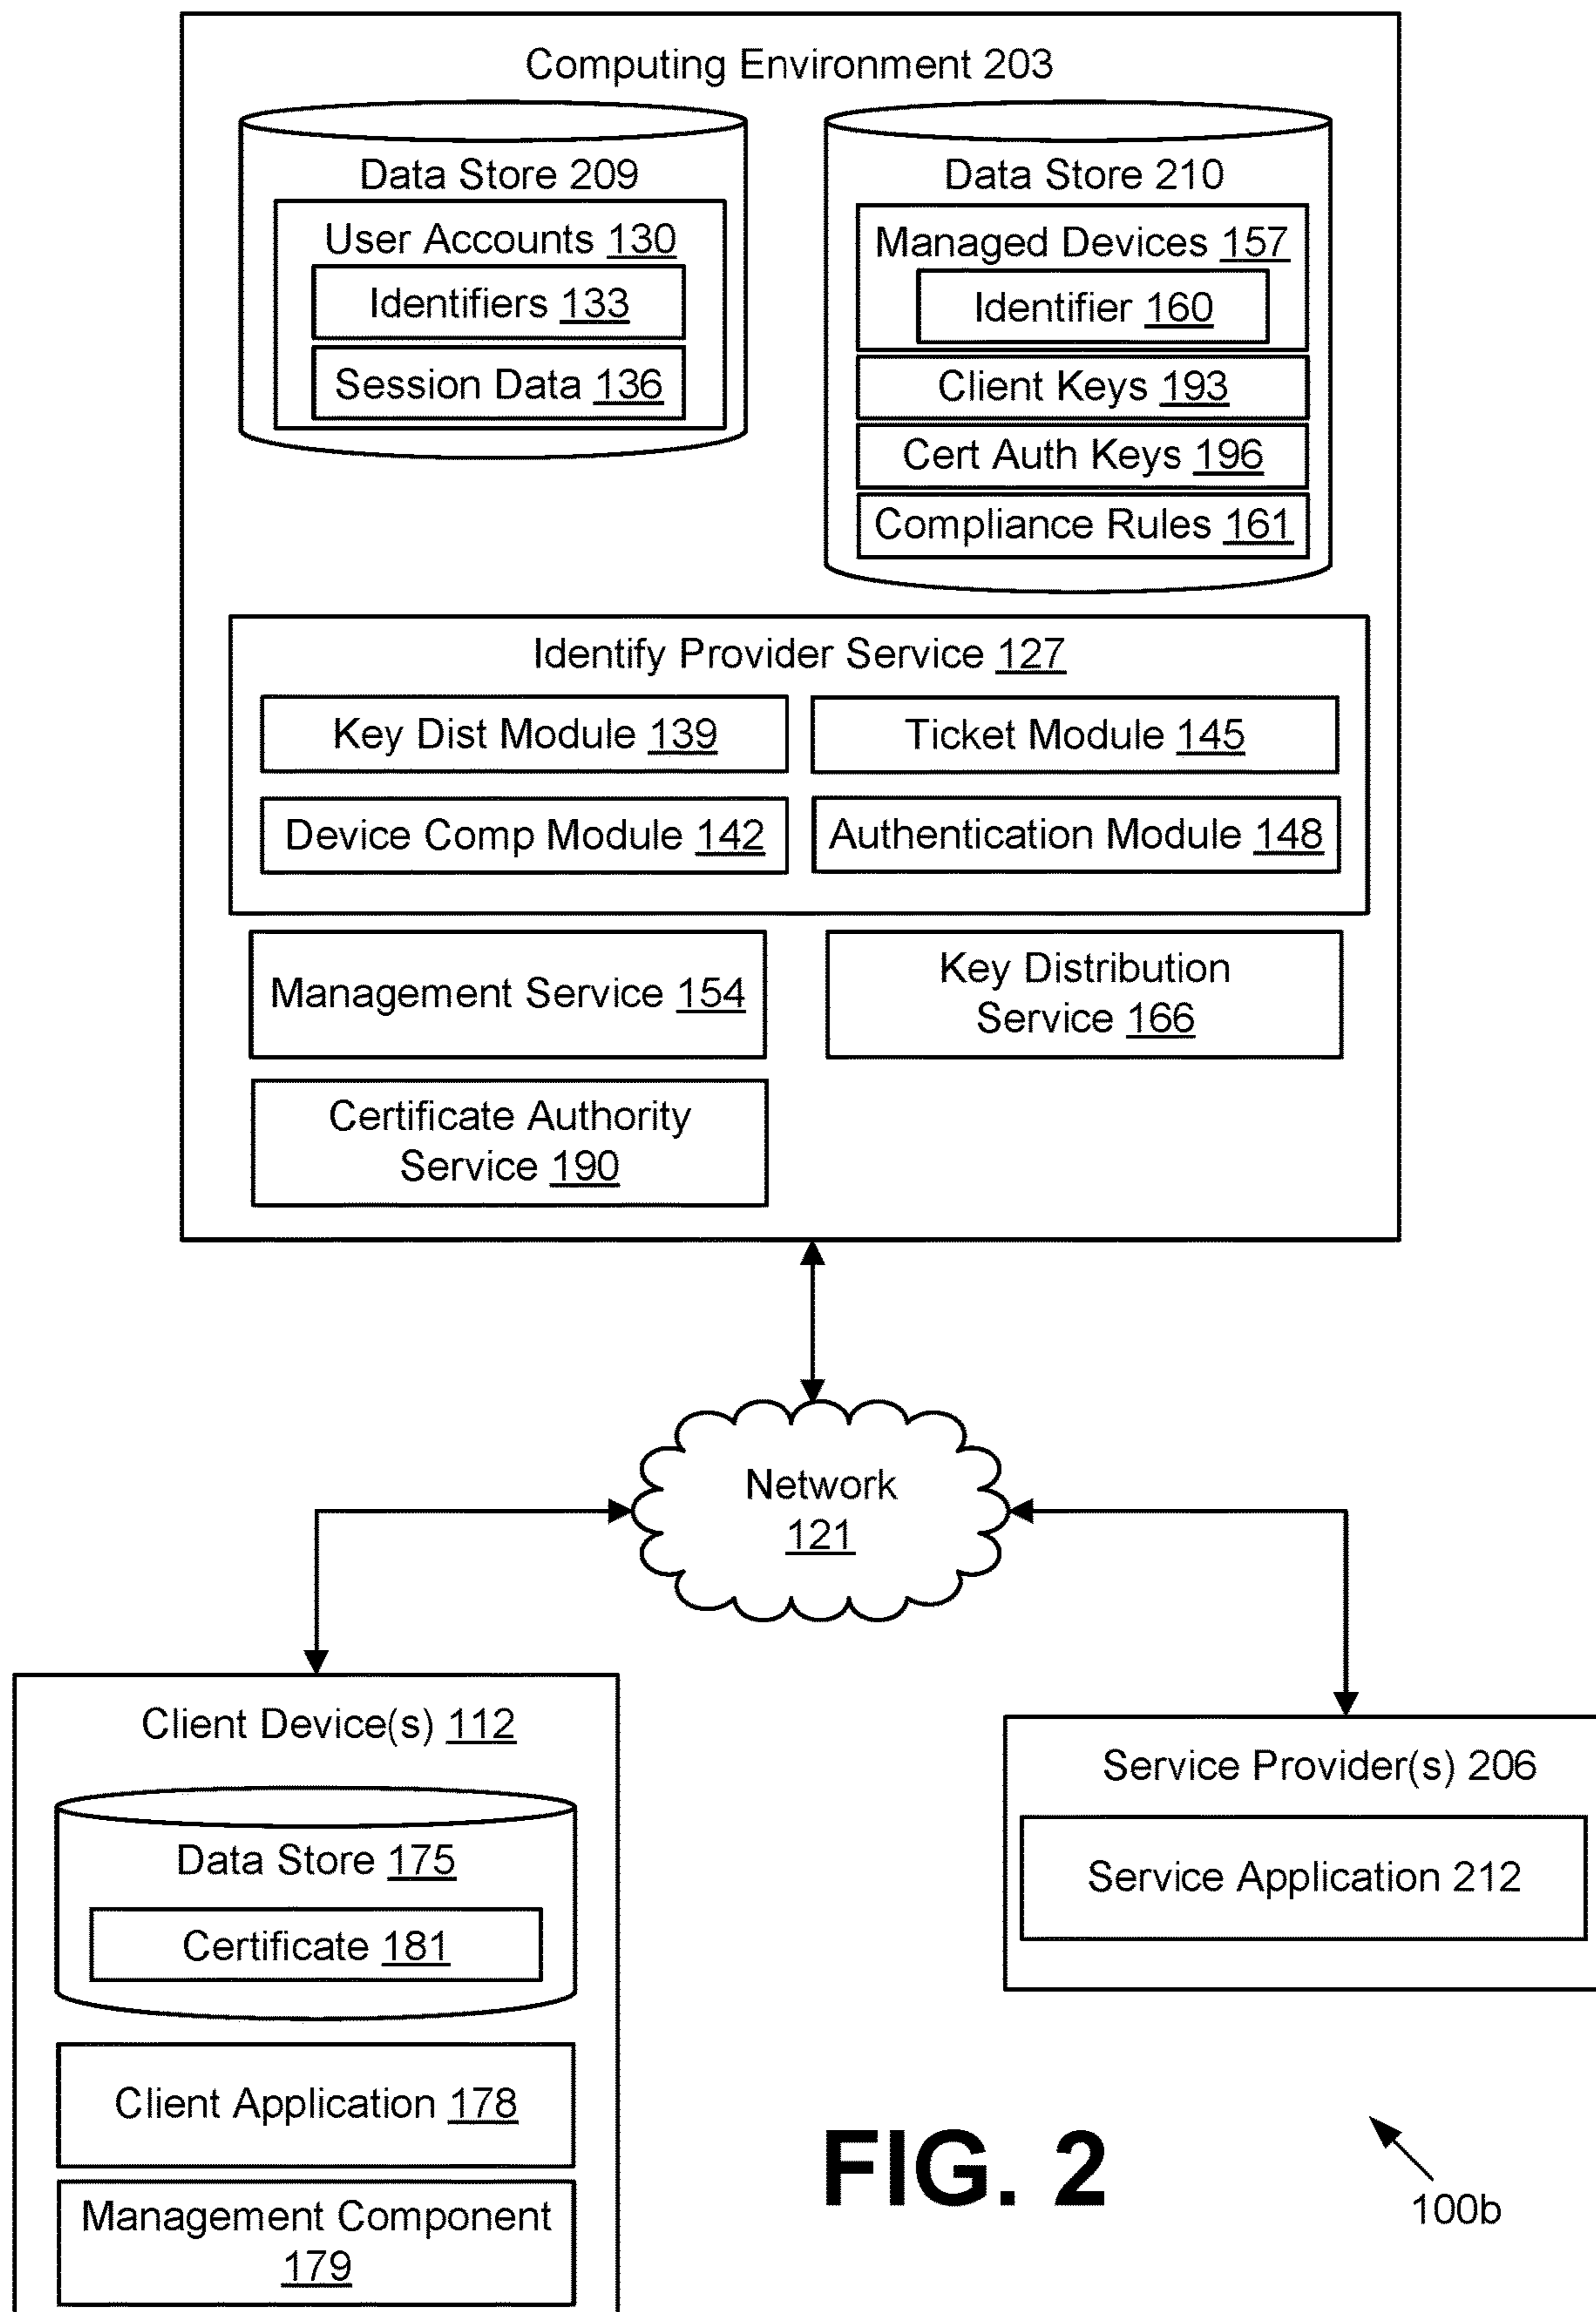 Computing Environment 203
Data Store 209
User Accounts 130
Identifiers 133
Session Data 136
Data Store 210
Managed Devices 157
Identifier 160
Client Keys 193
Cert Auth Keys 196
Compliance Rules 161
Identify Provider Service 127
Key Dist Module 139
Ticket Module 145
Device Comp Module 142
Authentication Module 148
Management Service 154
Key Distribution
Service 166
Certificate Authority
Service 190
Network
121
Client Device(s) 112
Data Store 175
Certificate 181
Client Application 178
Management Component
179
Service Provider(s) 206
Service Application 212
FIG. 2
100b